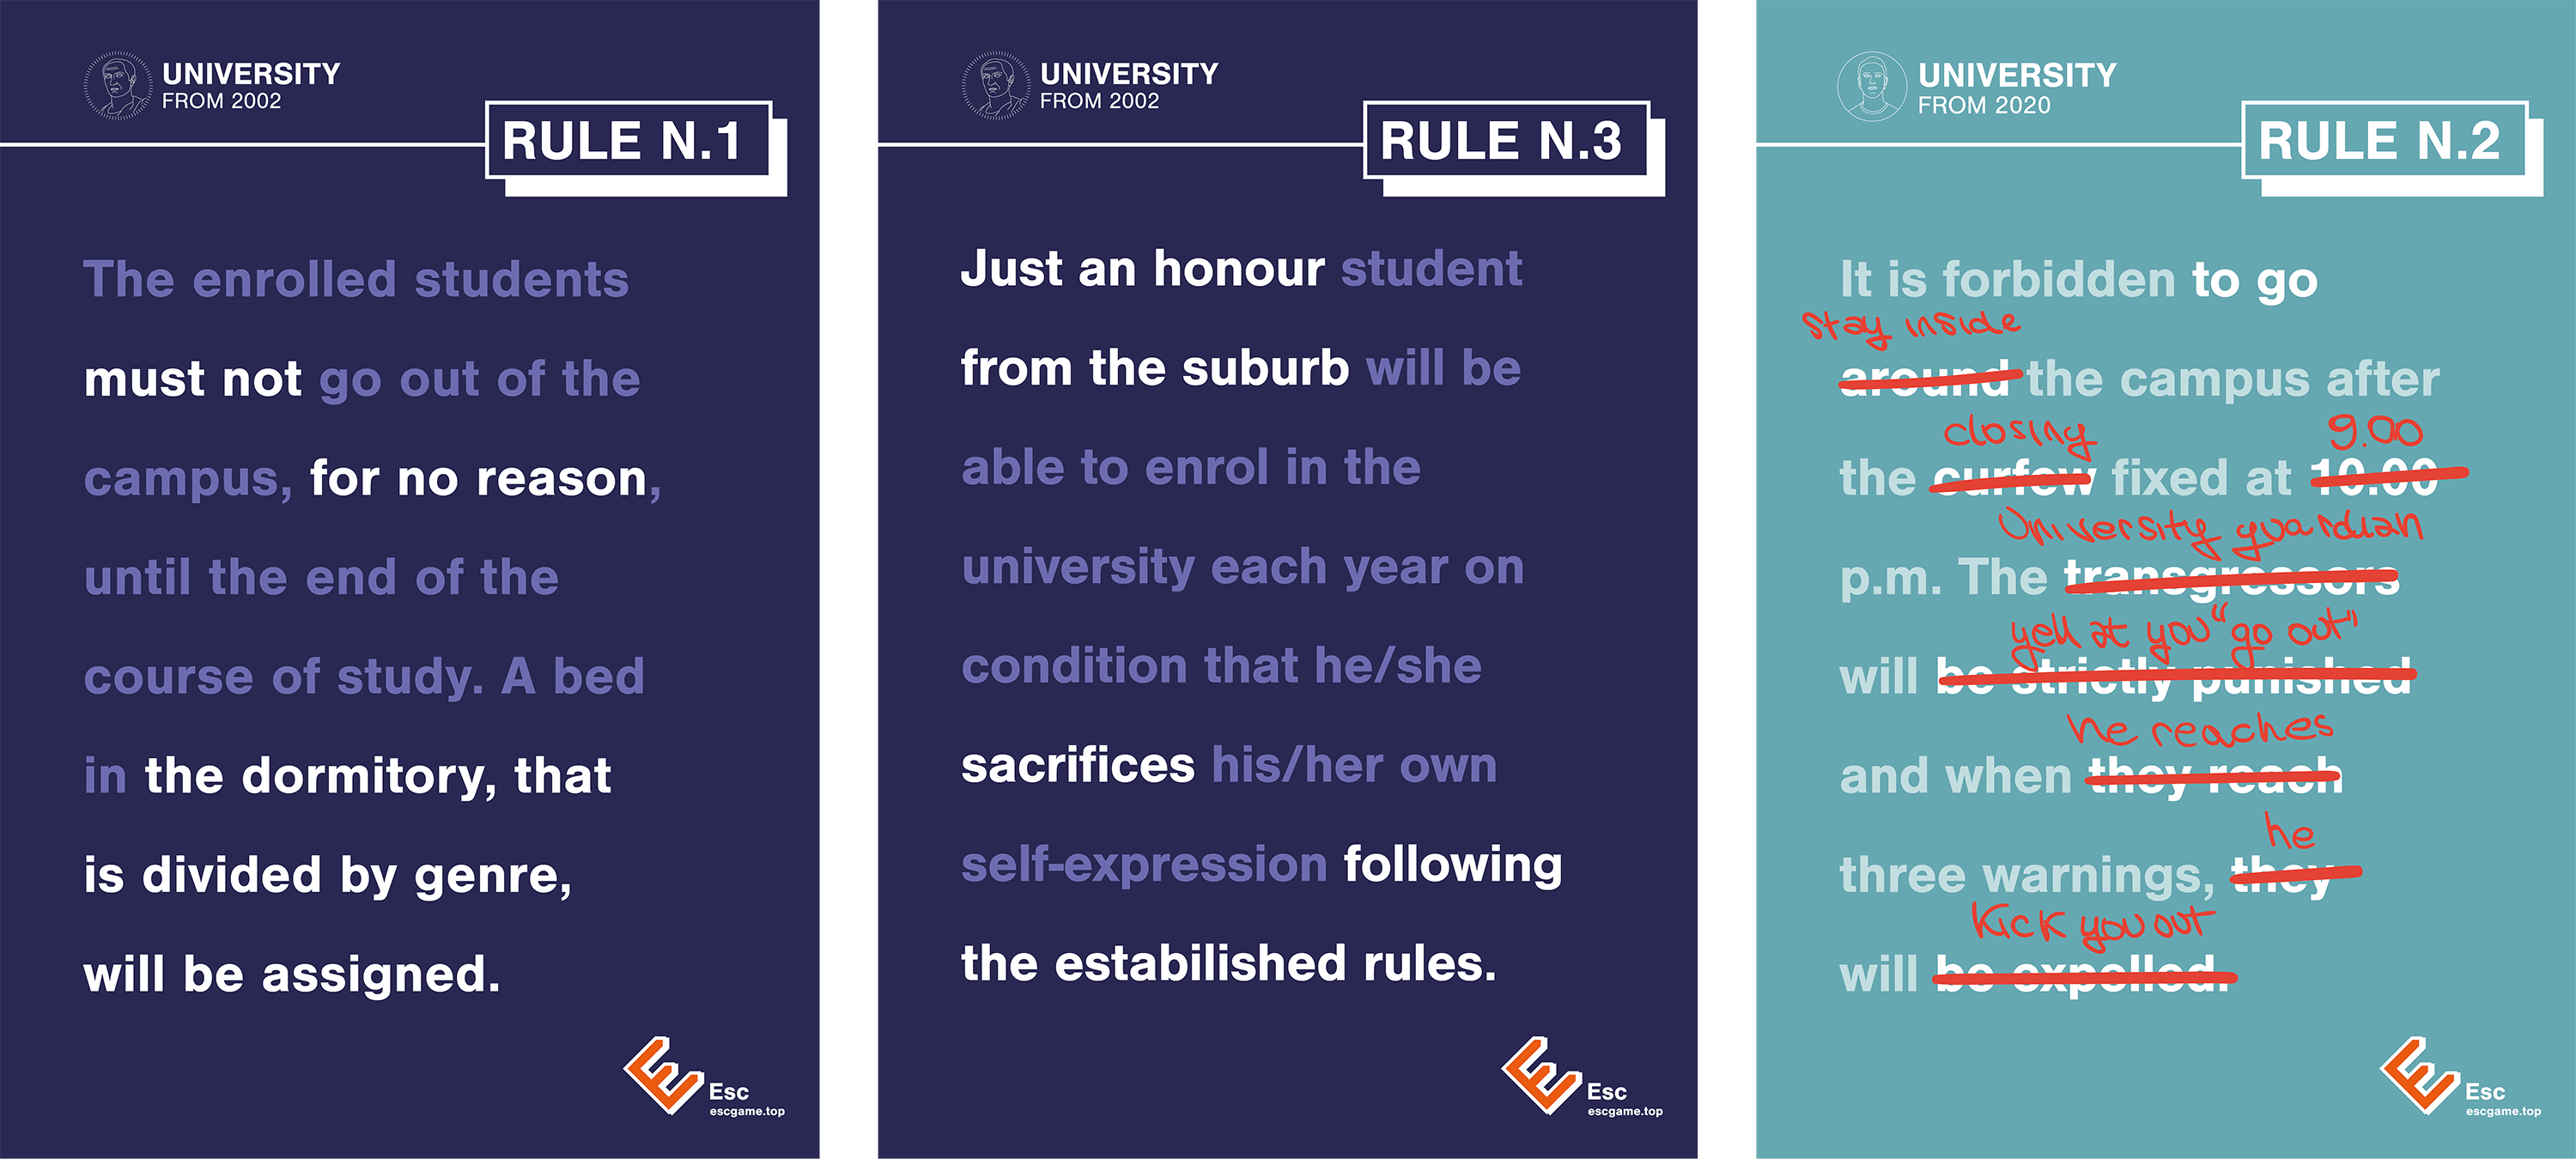 UNIVERSITY
FROM 2002
RULE N.1
The enrolled students
must not go out of the
campus, for no reason,
until the end of the
course of study. A bed
in the dormitory, that
is divided by genre,
will be assigned.
Esc
escgame.top
UNIVERSITY
FROM 2002
RULE N.3
Just an honour student
from the suburb will be
able to enrol in the
university each year on
condition that he/she
sacrifices his/her own
self-expression following
the estabilished rules.
Esc
escgame.top
UNIVERSITY
FROM 2020
RULE N.2
It is forbidden to go
stay inside
around the campus after
closing 9.00
the curfew fixed at 10.00
University guardian
p.m. The transgressors
yell at you "go out"
will be strictly punished
he reaches
and when they reach
he
three warnings, they
kick you out
will be expelled.
Esc
escgame.top